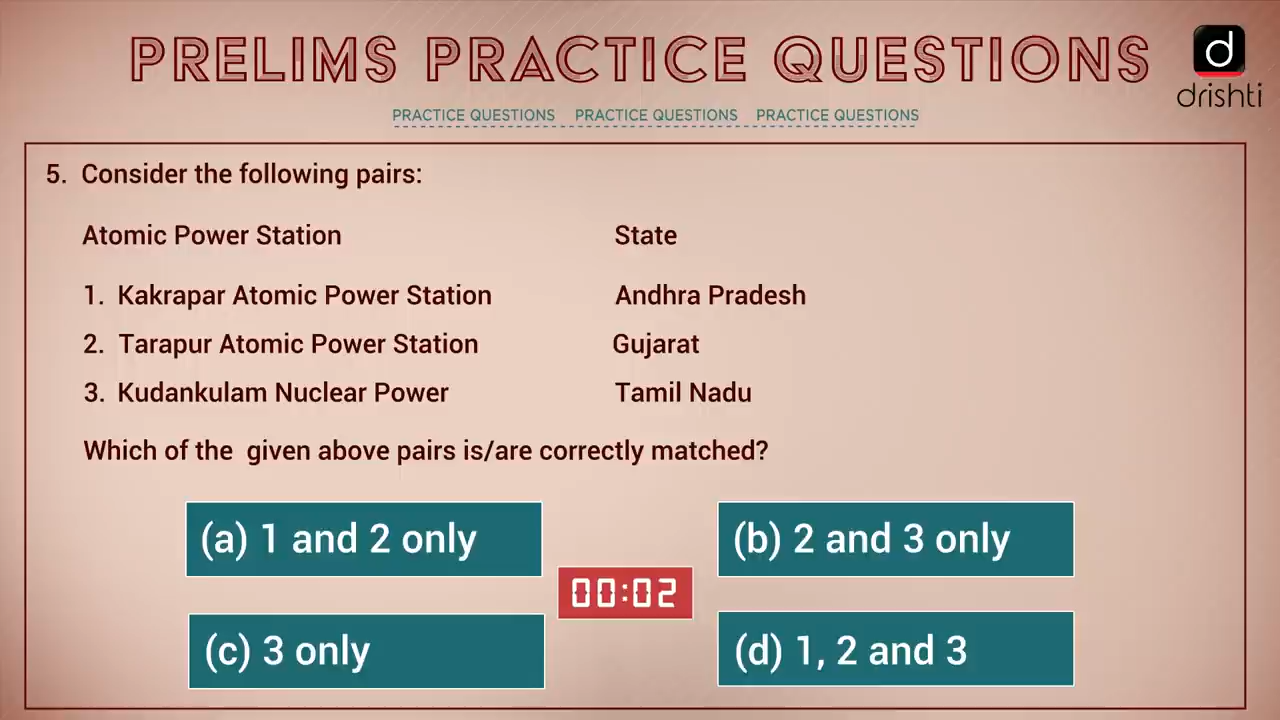 PRELIMS PRACTICE QUESTIONS
d
drishti
PRACTICE QUESTIONS PRACTICE QUESTIONS PRACTICE QUESTIONS
5. Consider the following pairs:
Atomic Power Station State
1. Kakrapar Atomic Power Station Andhra Pradesh
2. Tarapur Atomic Power Station Gujarat
3. Kudankulam Nuclear Power Tamil Nadu
Which of the given above pairs is/are correctly matched?
(a) 1 and 2 only (b) 2 and 3 only
00:02
(c) 3 only (d) 1, 2 and 3